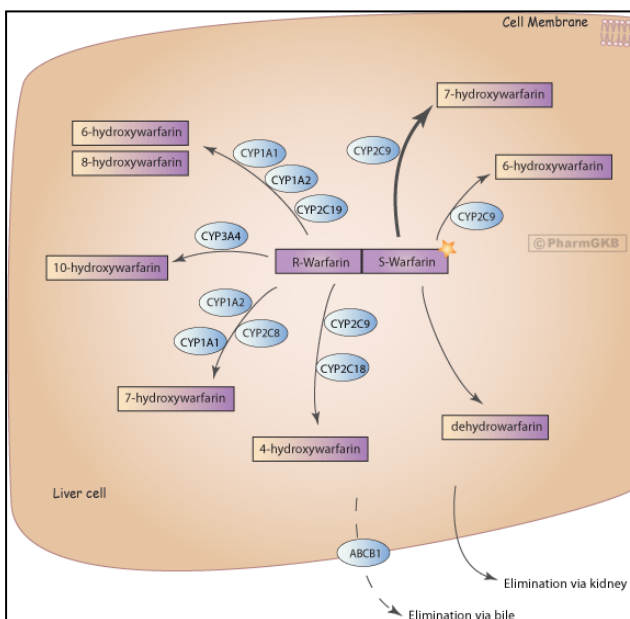 Cell Membrane
7-hydroxywarfarin
6-hydroxywarfarin
8-hydroxywarfarin
CYP1A1
CYP1A2
CYP2C19
CYP2C9
6-hydroxywarfarin
CYP2C9
©PharmGKB
CYP3A4
10-hydroxywarfarin
R-Warfarin
S-Warfarin
CYP1A2
CYP1A1
CYP2C8
CYP2C9
CYP2C18
7-hydroxywarfarin
4-hydroxywarfarin
dehydrowarfarin
Liver cell
ABCB1
Elimination via kidney
Elimination via bile